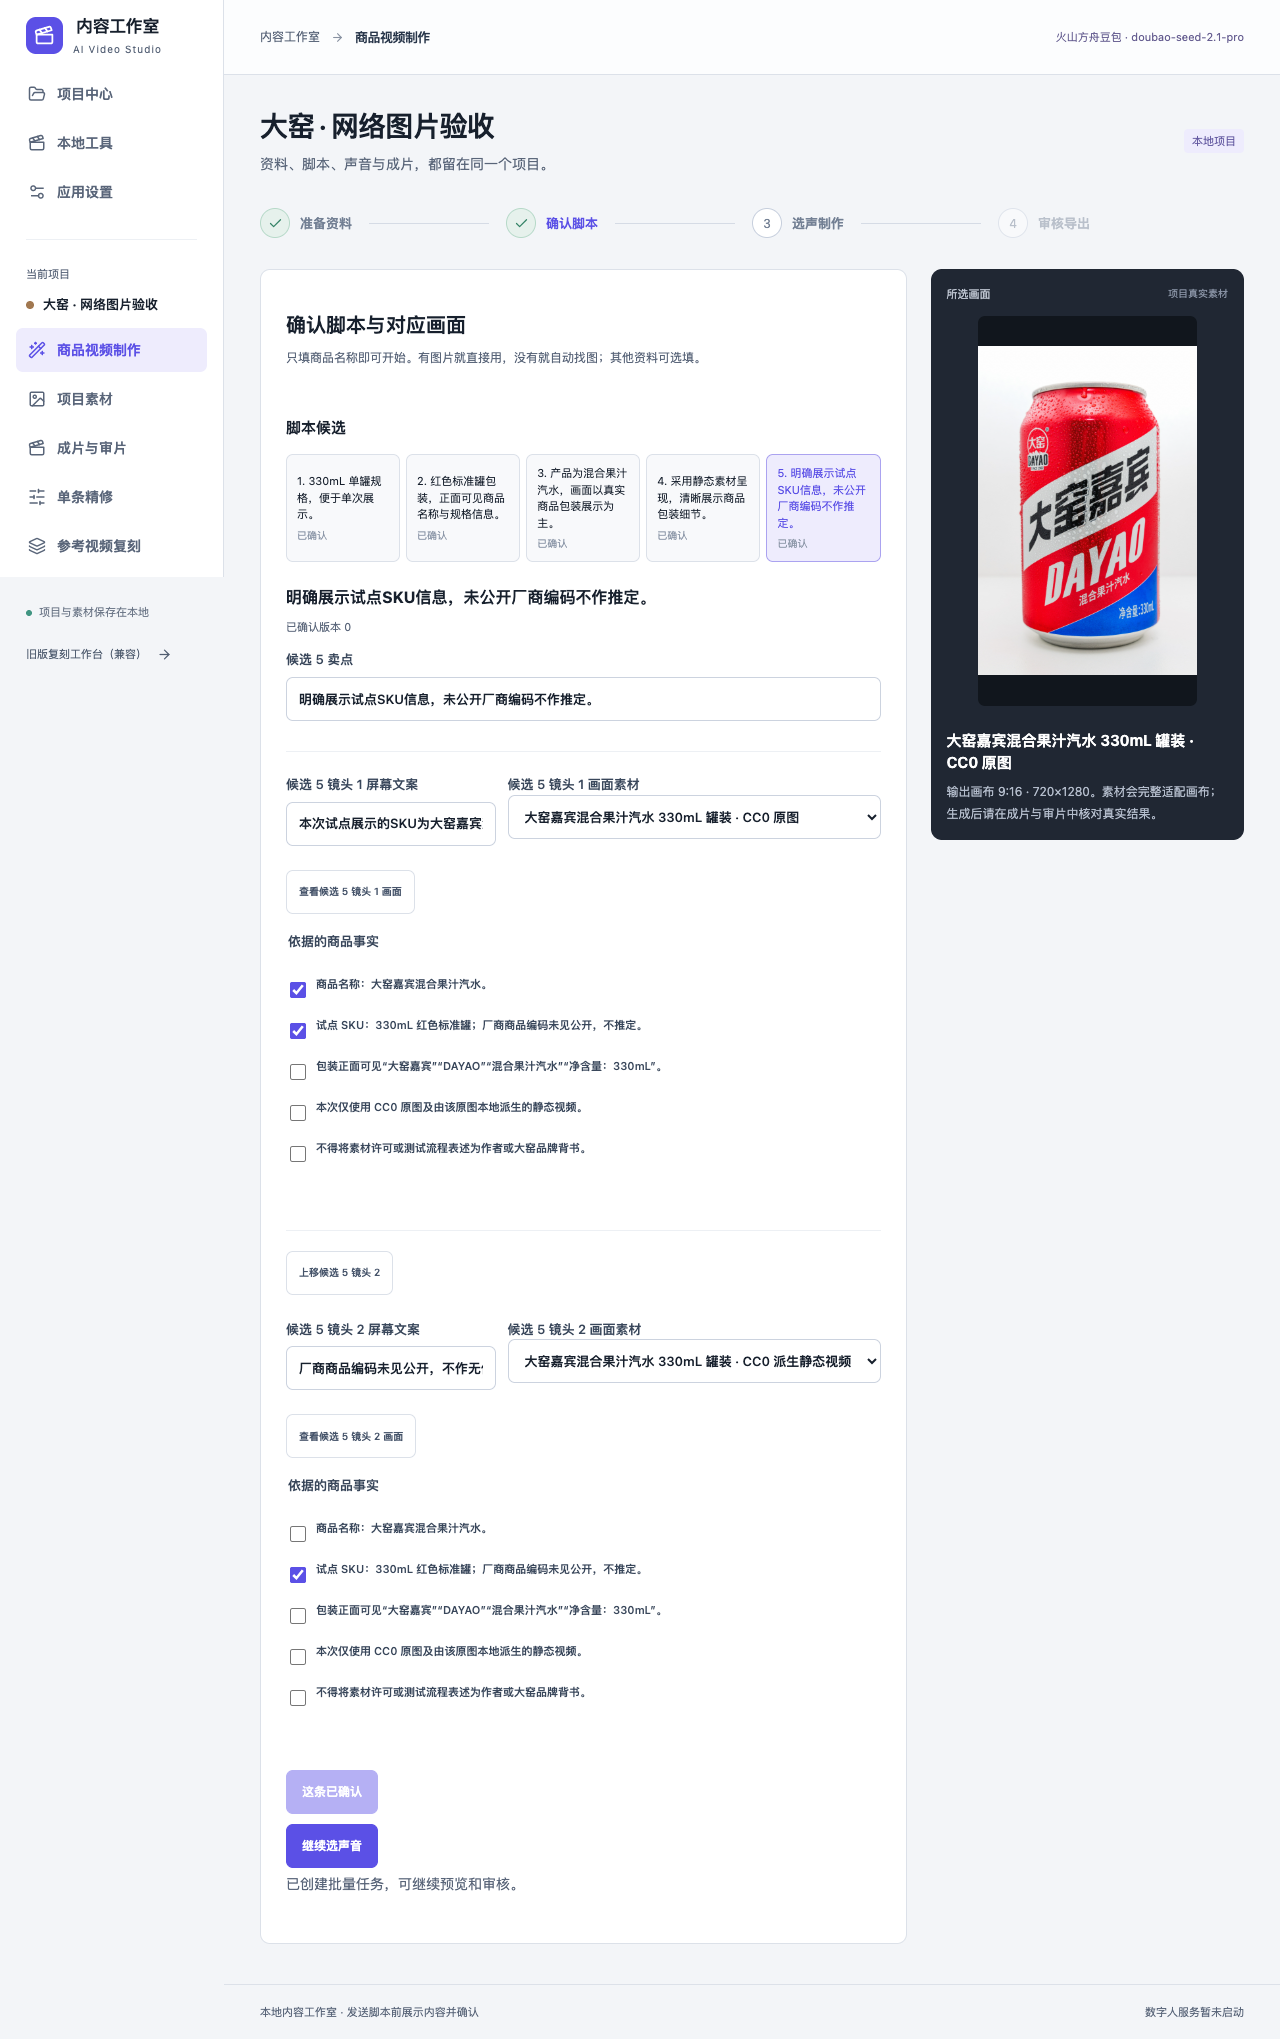 内容工作室
AI Video Studio
项目中心
本地工具
应用设置
当前项目
大窑 · 网络图片验收
商品视频制作
项目素材
成片与审片
单条精修
参考视频复刻
项目与素材保存在本地
旧版复刻工作台（兼容） →
内容工作室 → 商品视频制作
火山方舟豆包 · doubao-seed-2.1-pro
大窑 · 网络图片验收
资料、脚本、声音与成片，都留在同一个项目。
本地项目
准备资料
确认脚本
3 选声制作
4 审核导出
确认脚本与对应画面
只填商品名称即可开始。有图片就直接用，没有就自动找图；其他资料可选填。
脚本候选
1. 330mL 单罐规
格，便于单次展
示。
已确认
2. 红色标准罐包
装，正面可见商品
名称与规格信息。
已确认
3. 产品为混合果汁
汽水，画面以真实
商品包装展示为
主。
已确认
4. 采用静态素材呈
现，清晰展示商品
包装细节。
已确认
5. 明确展示试点
SKU信息，未公开
厂商编码不作推
定。
已确认
明确展示试点SKU信息，未公开厂商编码不作推定。
已确认版本 0
候选 5 卖点
明确展示试点SKU信息，未公开厂商编码不作推定。
候选 5 镜头 1 屏幕文案
本次试点展示的SKU为大窑嘉宾
候选 5 镜头 1 画面素材
大窑嘉宾混合果汁汽水 330mL 罐装 · CC0 原图
查看候选 5 镜头 1 画面
依据的商品事实
商品名称：大窑嘉宾混合果汁汽水。
试点 SKU：330mL 红色标准罐；厂商商品编码未见公开，不推定。
包装正面可见“大窑嘉宾”“DAYAO”“混合果汁汽水”“净含量：330mL”。
本次仅使用 CC0 原图及由该原图本地派生的静态视频。
不得将素材许可或测试流程表述为作者或大窑品牌背书。
上移候选 5 镜头 2
候选 5 镜头 2 屏幕文案
厂商商品编码未见公开，不作无
候选 5 镜头 2 画面素材
大窑嘉宾混合果汁汽水 330mL 罐装 · CC0 派生静态视频
查看候选 5 镜头 2 画面
依据的商品事实
商品名称：大窑嘉宾混合果汁汽水。
试点 SKU：330mL 红色标准罐；厂商商品编码未见公开，不推定。
包装正面可见“大窑嘉宾”“DAYAO”“混合果汁汽水”“净含量：330mL”。
本次仅使用 CC0 原图及由该原图本地派生的静态视频。
不得将素材许可或测试流程表述为作者或大窑品牌背书。
这条已确认
继续选声音
已创建批量任务，可继续预览和审核。
所选画面
项目真实素材
大窑
DAYAO
大窑嘉宾
DAYAO
混合果汁汽水
净含量:330mL
大窑嘉宾混合果汁汽水 330mL 罐装 ·
CC0 原图
输出画布 9:16 · 720×1280。素材会完整适配画布；
生成后请在成片与审片中核对真实结果。
本地内容工作室 · 发送脚本前展示内容并确认
数字人服务暂未启动